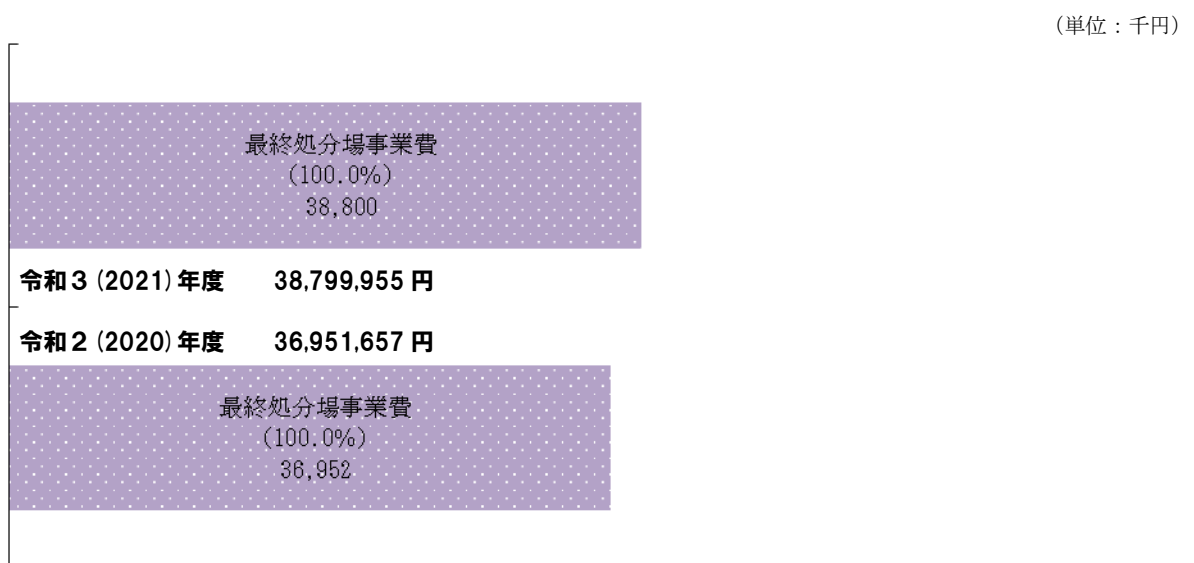 （単位：千円）
最終処分場事業費
(100.0%)
38,800
令和３(2021)年度　　38,799,955 円
令和２(2020)年度　　36,951,657 円
最終処分場事業費
(100.0%)
36,952